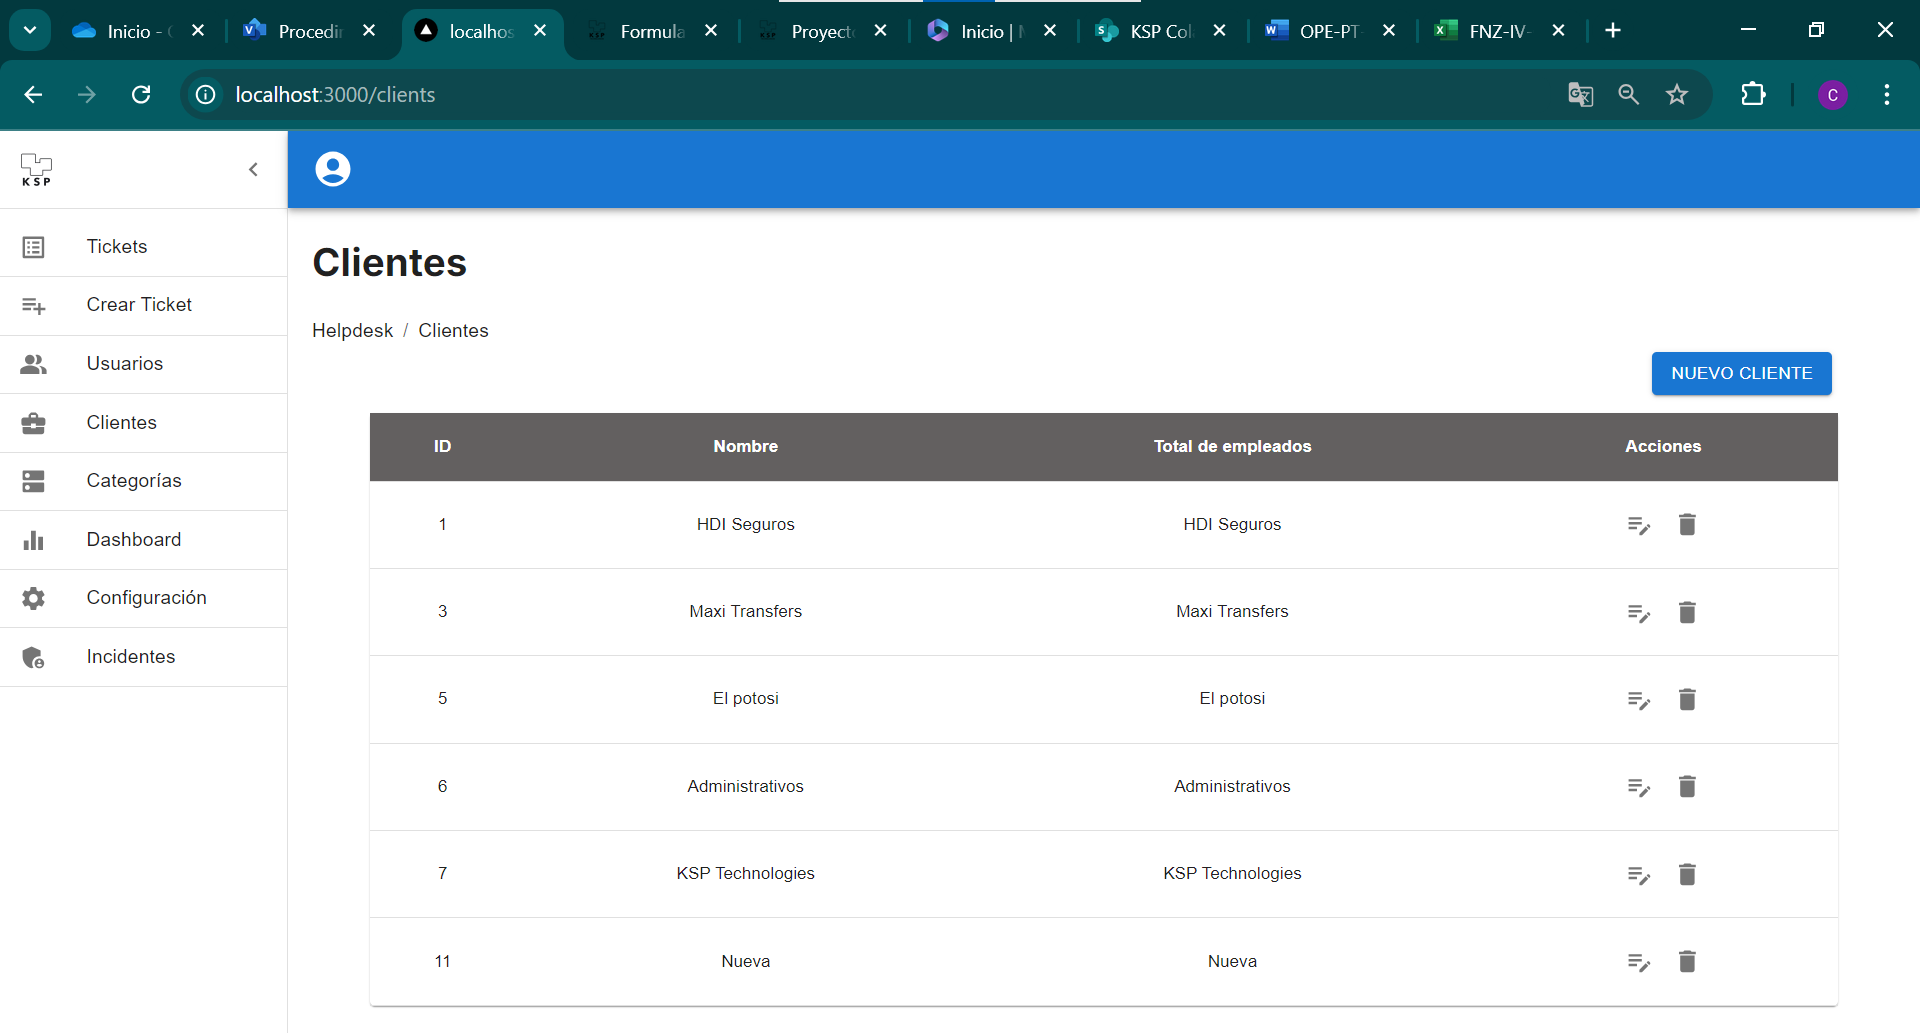 Inicio -
Procedir
localhos
Formula
Proyect
Inicio |
KSP Col
OPE-PT-
FNZ-IV-
localhost:3000/clients
C
KSP
Tickets
Crear Ticket
Usuarios
Clientes
Categorías
Dashboard
Configuración
Incidentes
Clientes
Helpdesk / Clientes
NUEVO CLIENTE
ID Nombre Total de empleados Acciones
1 HDI Seguros HDI Seguros
3 Maxi Transfers Maxi Transfers
5 El potosi El potosi
6 Administrativos Administrativos
7 KSP Technologies KSP Technologies
11 Nueva Nueva